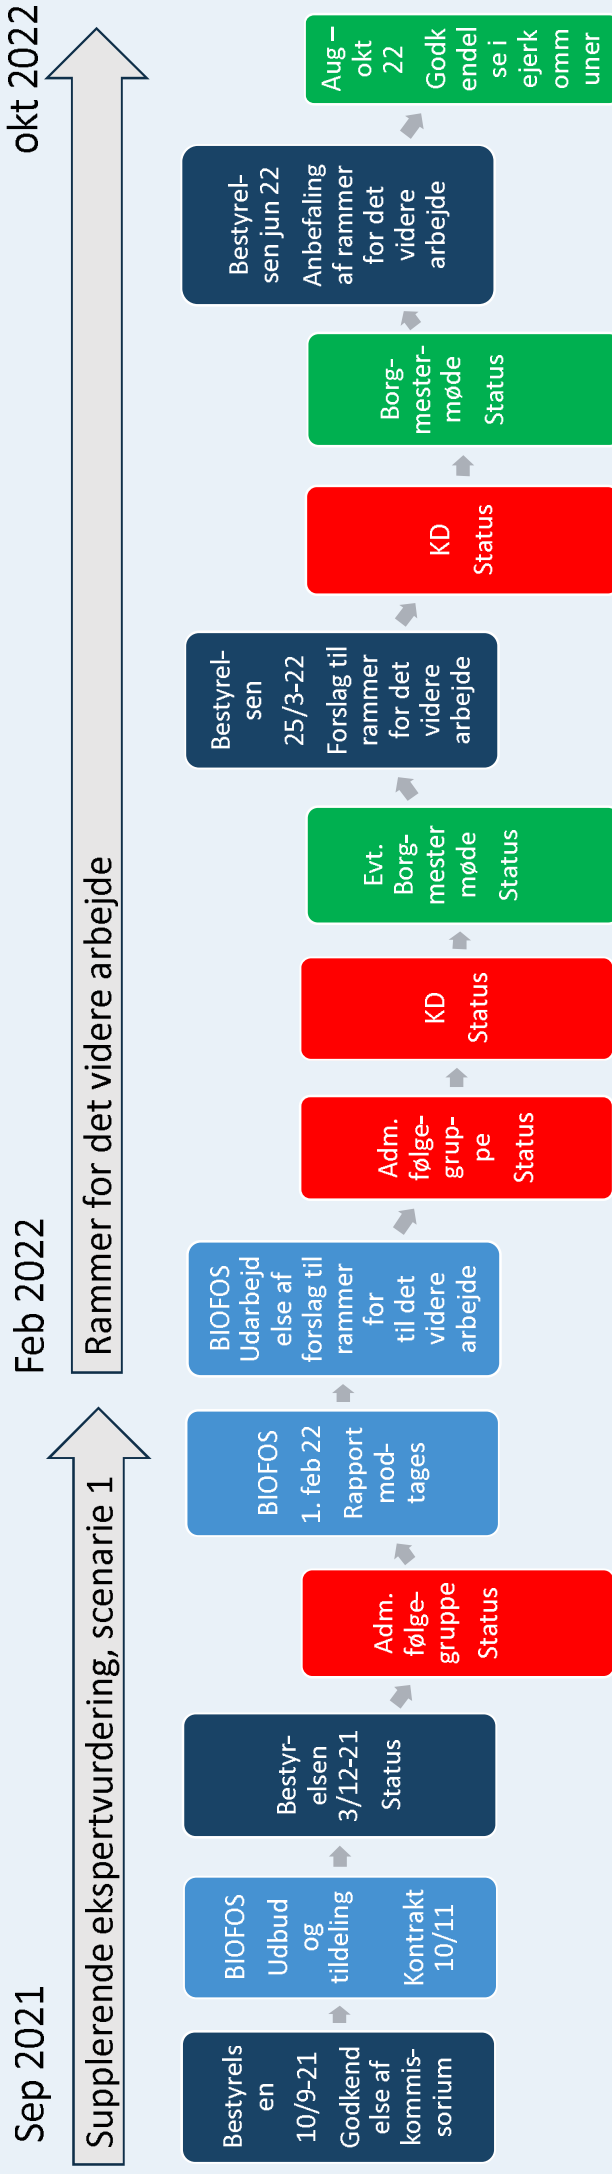 Sep 2021
Feb 2022
okt 2022
Supplerende ekspertvurdering, scenarie 1
Rammer for det videre arbejde
Bestyrels
en
10/9-21
Godkend
else af
kommis-
sorium
BIOFOS
Udbud
og
tildeling
Kontrakt
10/11
Bestyr-
elsen
3/12-21
Status
Adm.
følge-
gruppe
Status
BIOFOS
1. feb 22
Rapport
mod-
tages
BIOFOS
Udarbejd
else af
forslag til
rammer
for
til det
videre
arbejde
Adm.
følge-
grup-
pe
Status
KD
Status
Evt.
Borg-
mester
møde
Status
Bestyrel-
sen
25/3-22
Forslag til
rammer
for det
videre
arbejde
KD
Status
Borg-
mester-
møde
Status
Bestyrel-
sen jun 22
Anbefaling
af rammer
for det
videre
arbejde
Aug –
okt
22
Godk
endel
se i
ejerk
omm
uner